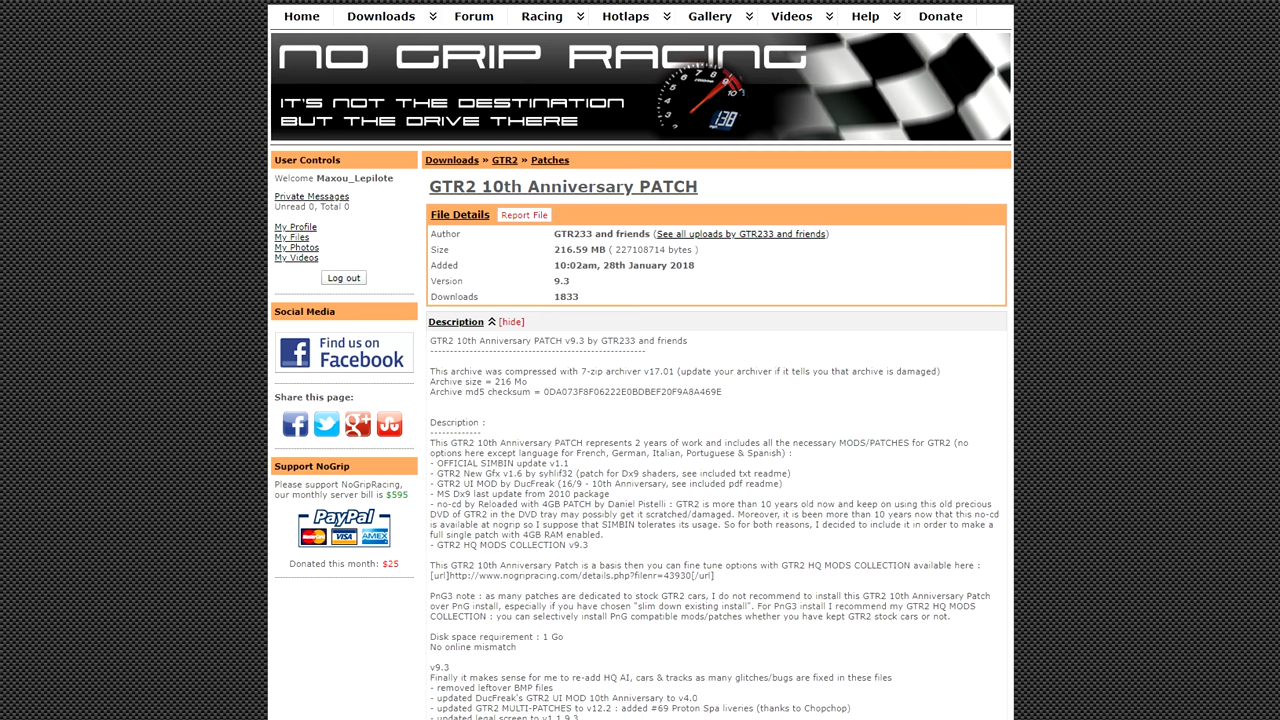 Home Downloads Forum Racing Hotlaps Gallery Videos Help Donate
NO GRIP RACING
IT'S NOT THE DESTINATION
BUT THE DRIVE THERE
User Controls
Welcome Maxou_Lepilote
Private Messages
Unread 0, Total 0
My Profile
My Files
My Photos
My Videos
Log out
Social Media
Find us on
Facebook
Share this page:
Support NoGrip
Please support NoGripRacing,
our monthly server bill is $595
PayPal
MasterCard VISA AMEX
Donated this month: $25
Downloads » GTR2 » Patches
GTR2 10th Anniversary PATCH
File Details Report File
Author GTR233 and friends (See all uploads by GTR233 and friends)
Size 216.59 MB ( 227108714 bytes )
Added 10:02am, 28th January 2018
Version 9.3
Downloads 1833
Description [hide]
GTR2 10th Anniversary PATCH v9.3 by GTR233 and friends
------------------------------------------------------
This archive was compressed with 7-zip archiver v17.01 (update your archiver if it tells you that archive is damaged)
Archive size = 216 Mo
Archive md5 checksum = 0DA073F8F06222E0BDBEF20F9A8A469E
Description :
-------------
This GTR2 10th Anniversary PATCH represents 2 years of work and includes all the necessary MODS/PATCHES for GTR2 (no
options here except language for French, German, Italian, Portuguese & Spanish) :
- OFFICIAL SIMBIN update v1.1
- GTR2 New Gfx v1.6 by syhlif32 (patch for Dx9 shaders, see included txt readme)
- GTR2 UI MOD by DucFreak (16/9 - 10th Anniversary, see included pdf readme)
- MS Dx9 last update from 2010 package
- no-cd by Reloaded with 4GB PATCH by Daniel Pistelli : GTR2 is more than 10 years old now and keep on using this old precious
DVD of GTR2 in the DVD tray may possibly get it scratched/damaged. Moreover, it is been more than 10 years now that this no-cd
is available at nogrip so I suppose that SIMBIN tolerates its usage. So for both reasons, I decided to include it in order to make a
full single patch with 4GB RAM enabled.
- GTR2 HQ MODS COLLECTION v9.3
This GTR2 10th Anniversary Patch is a basis then you can fine tune options with GTR2 HQ MODS COLLECTION available here :
[url]http://www.nogripracing.com/details.php?filenr=43930[/url]
PnG3 note : as many patches are dedicated to stock GTR2 cars, I do not recommend to install this GTR2 10th Anniversary Patch
over PnG install, especially if you have chosen "slim down existing install". For PnG3 install I recommend my GTR2 HQ MODS
COLLECTION : you can selectively install PnG compatible mods/patches whether you have kept GTR2 stock cars or not.
Disk space requirement : 1 Go
No online mismatch
v9.3
Finally it makes sense for me to re-add HQ AI, cars & tracks as many glitches/bugs are fixed in these files
- removed leftover BMP files
- updated DucFreak's GTR2 UI MOD 10th Anniversary to v4.0
- updated GTR2 MULTI-PATCHES to v12.2 : added #69 Proton Spa liveries (thanks to Chopchop)
- updated legal screen to v1.1.9.3